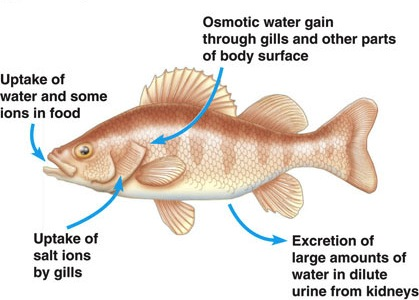 Osmotic water gain
through gills and other parts
of body surface
Uptake of
water and some
ions in food
Uptake of
salt ions
by gills
Excretion of
large amounts of
water in dilute
urine from kidneys